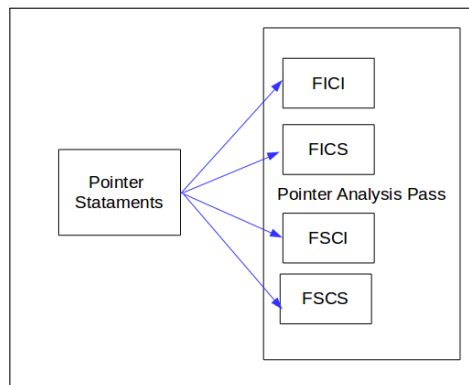 Pointer
Stataments
FICI
FICS
Pointer Analysis Pass
FSCI
FSCS